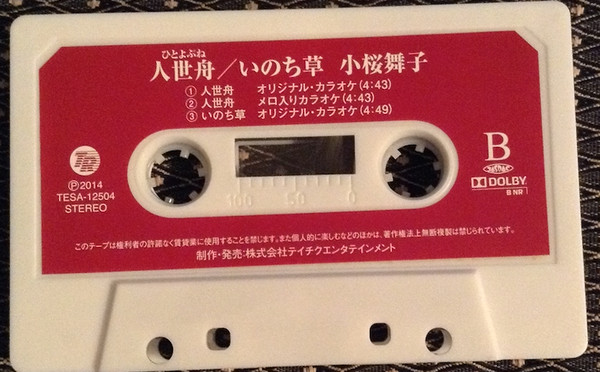 ひとよぶね
人世舟/いのち草 小桜舞子
①人世舟 オリジナル・カラオケ(4:43)
②人世舟 メロ入りカラオケ(4:43)
③いのち草 オリジナル・カラオケ(4:49)
TR
℗2014
TESA-12504
STEREO
100 50 0
B
DOLBY
B NR
このテープは権利者の許諾なく賃貸業に使用することを禁じます。また個人的に楽しむなどのほかは、著作権法上無断複製は禁じられています。
制作・発売:株式会社テイチクエンタテインメント